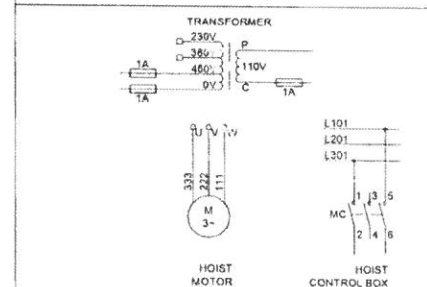 TRANSFORMER
230V
380V
460V
0V
P
110V
C
1A
1A
1A
U V W
333
222
111
M
3~
HOIST
MOTOR
L101
L201
L301
MC
1 3 5
2 4 6
HOIST
CONTROL BOX